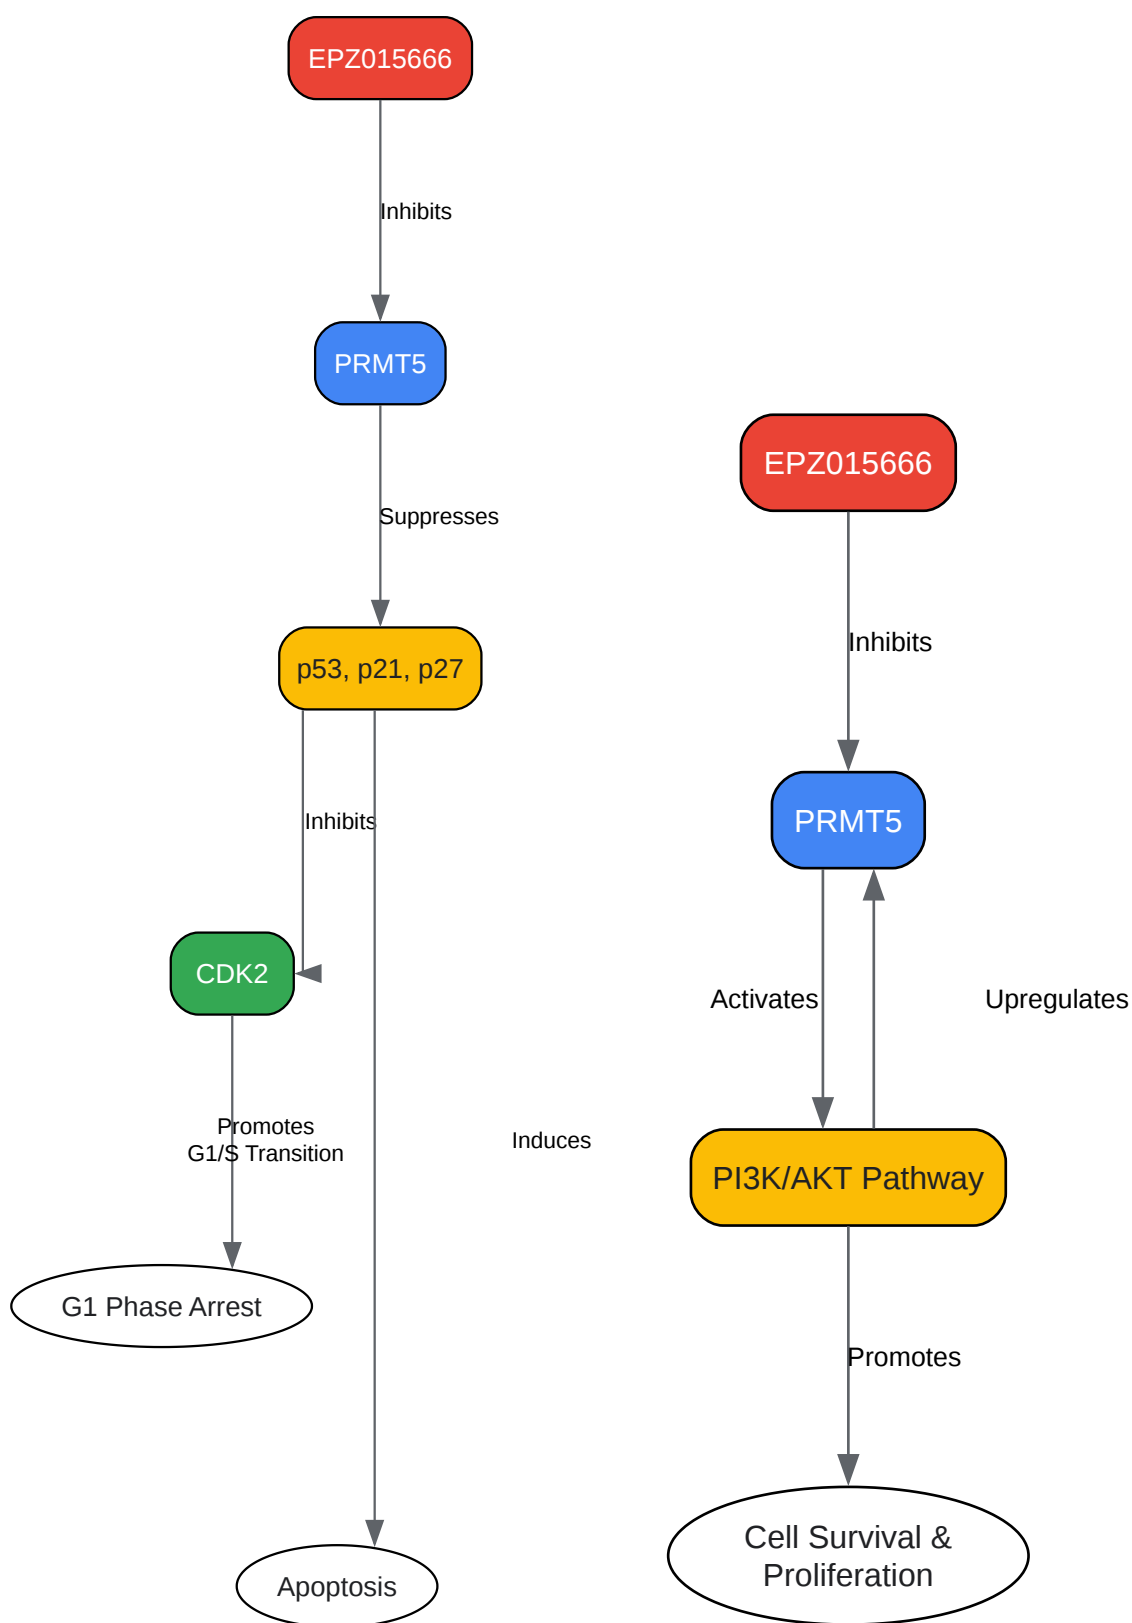 EPZ015666
Inhibits
PRMT5
Suppresses
p53, p21, p27
Inhibits
CDK2
Promotes
G1/S Transition
Induces
G1 Phase Arrest
Apoptosis
EPZ015666
Inhibits
PRMT5
Activates
Upregulates
PI3K/AKT Pathway
Promotes
Cell Survival &
Proliferation